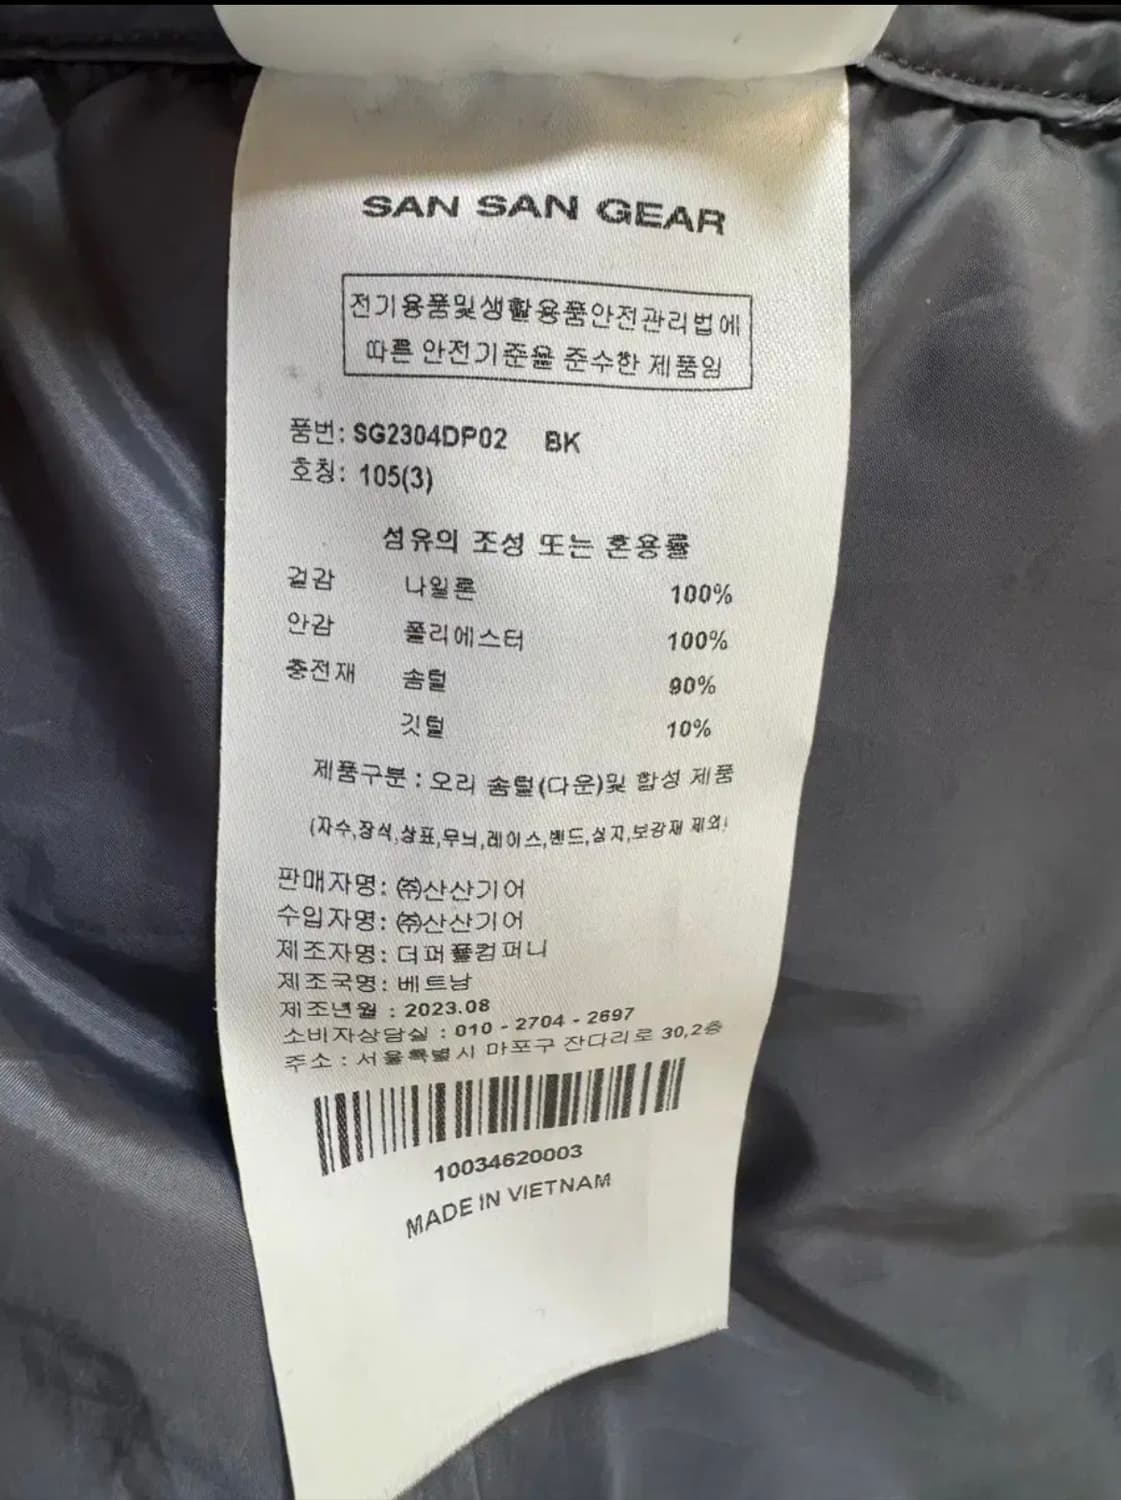 SAN SAN GEAR
전기용품및생활용품안전관리법에
따른 안전기준을 준수한 제품임
품번: SG2304DP02 BK
호칭: 105(3)
섬유의 조성 또는 혼용률
겉감 나일론 100%
안감 폴리에스터 100%
충전재 솜털 90%
깃털 10%
제품구분 : 오리 솜털(다운)및 합성 제품
(자수,장식,상표,무늬,레이스,밴드,심지,보강재 제외)
판매자명: ㈜산산기어
수입자명: ㈜산산기어
제조자명: 더퍼플컴퍼니
제조국명: 베트남
제조년월 : 2023.08
소비자상담실 : 010 - 2704 - 2697
주소 : 서울특별시 마포구 잔다리로 30,2층
10034620003
MADE IN VIETNAM